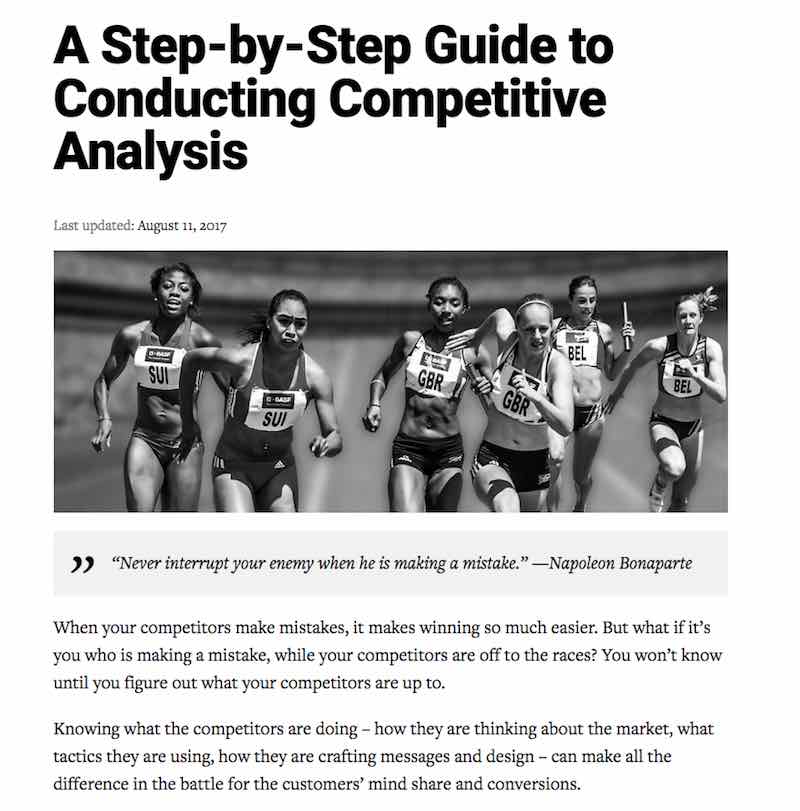 A Step-by-Step Guide to
Conducting Competitive
Analysis
Last updated: August 11, 2017
BASF
SUI
BASF
SUI
GBR
GBR
BEL
BEL
” “Never interrupt your enemy when he is making a mistake.” —Napoleon Bonaparte
When your competitors make mistakes, it makes winning so much easier. But what if it’s
you who is making a mistake, while your competitors are off to the races? You won’t know
until you figure out what your competitors are up to.
Knowing what the competitors are doing – how they are thinking about the market, what
tactics they are using, how they are crafting messages and design – can make all the
difference in the battle for the customers’ mind share and conversions.